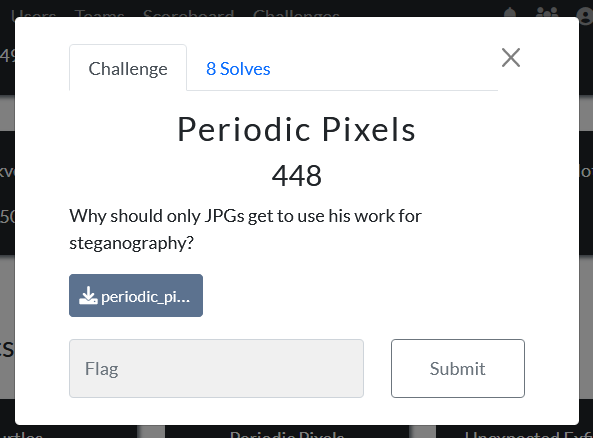 Users Teams Scoreboard Challenges
Challenge
8 Solves
Periodic Pixels
448
Why should only JPGs get to use his work for
steganography?
periodic_pi...
Flag
Submit
Periodic Pixels